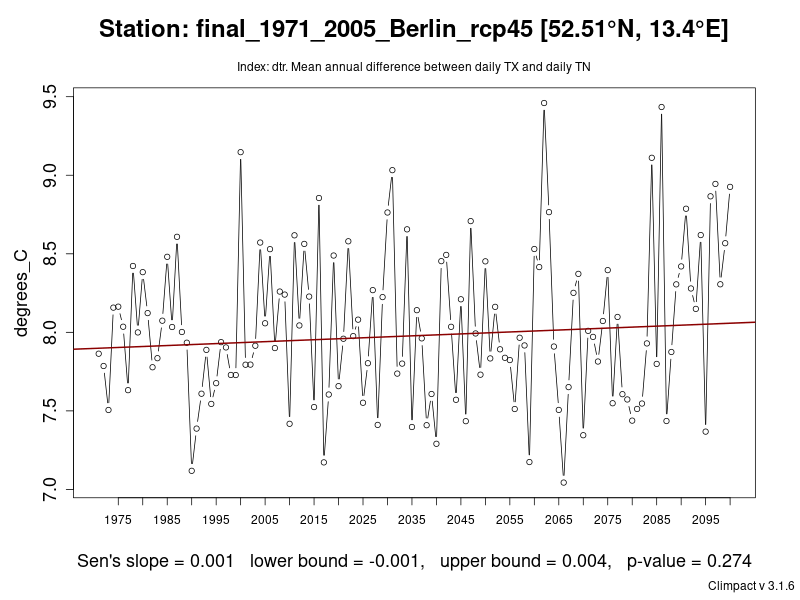 Station: final_1971_2005_Berlin_rcp45 [52.51°N, 13.4°E]
Index: dtr. Mean annual difference between daily TX and daily TN
degrees_C
9.5
9.0
8.5
8.0
7.5
7.0
1975 1985 1995 2005 2015 2025 2035 2045 2055 2065 2075 2085 2095
Sen's slope = 0.001 lower bound = -0.001, upper bound = 0.004, p-value = 0.274
Climpact v 3.1.6